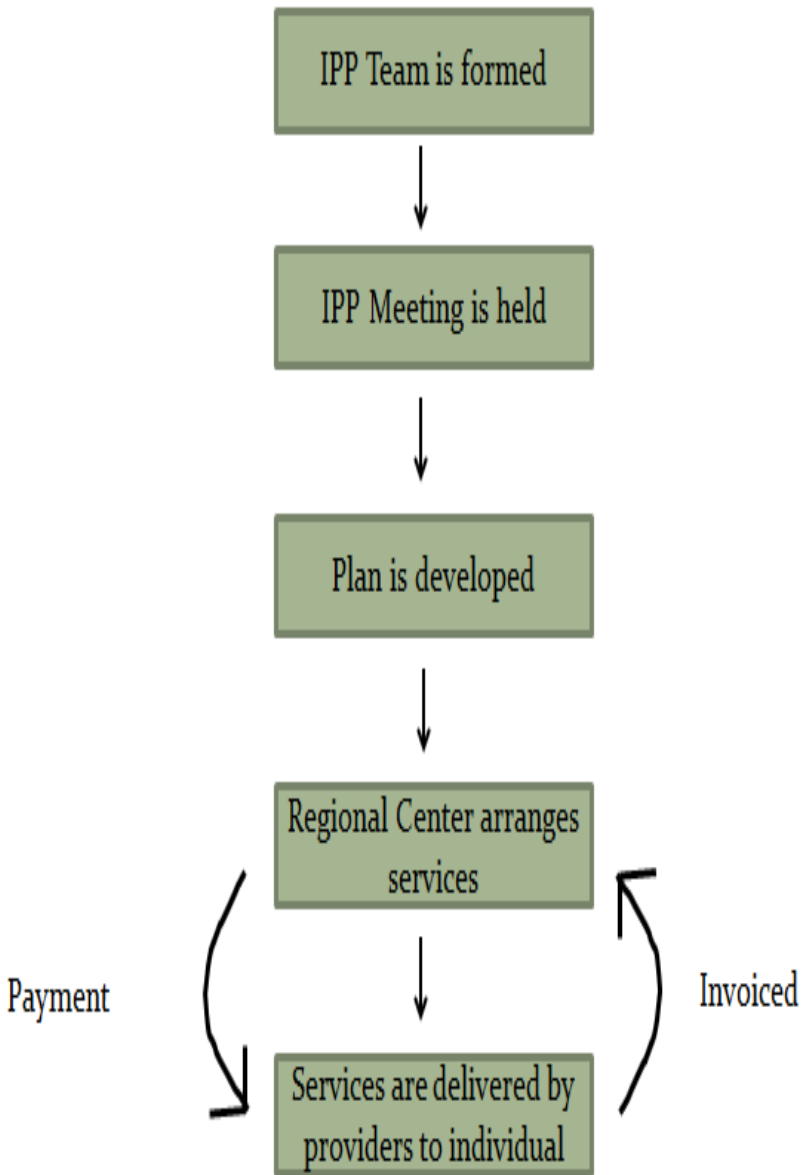 IPP Team is formed
IPP Meeting is held
Plan is developed
Regional Center arranges
services
Payment
Invoiced
Services are delivered by
providers to individual